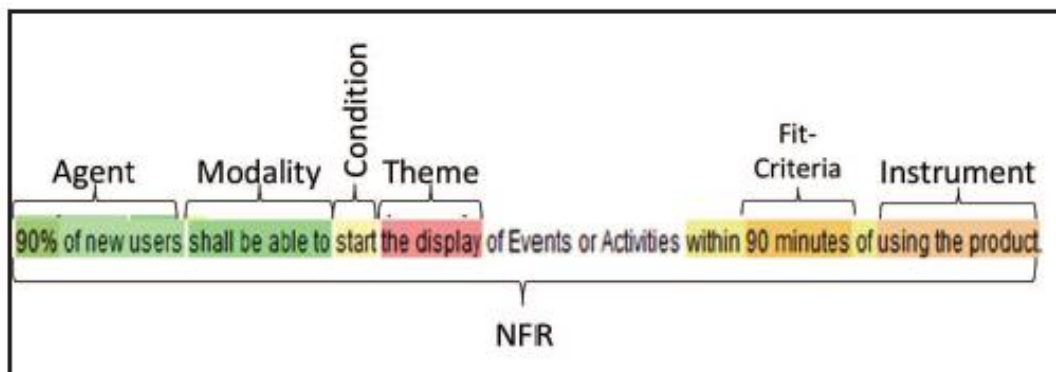 Condition
Fit-
Agent Modality Theme Criteria Instrument
90% of new users shall be able to start the display of Events or Activities within 90 minutes of using the product.
NFR